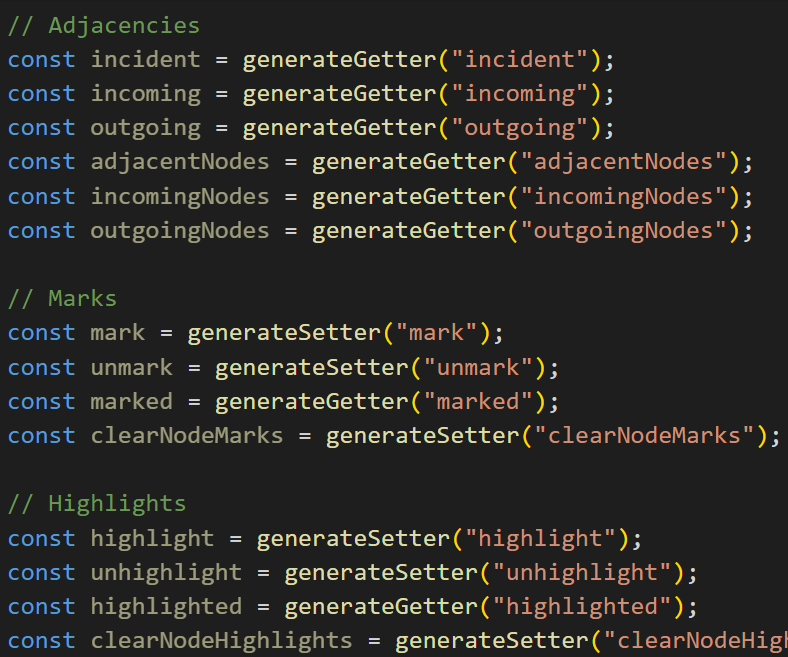 // Adjacencies
const incident = generateGetter("incident");
const incoming = generateGetter("incoming");
const outgoing = generateGetter("outgoing");
const adjacentNodes = generateGetter("adjacentNodes");
const incomingNodes = generateGetter("incomingNodes");
const outgoingNodes = generateGetter("outgoingNodes");
// Marks
const mark = generateSetter("mark");
const unmark = generateSetter("unmark");
const marked = generateGetter("marked");
const clearNodeMarks = generateSetter("clearNodeMarks");
// Highlights
const highlight = generateSetter("highlight");
const unhighlight = generateSetter("unhighlight");
const highlighted = generateGetter("highlighted");
const clearNodeHighlights = generateSetter("clearNodeHigh